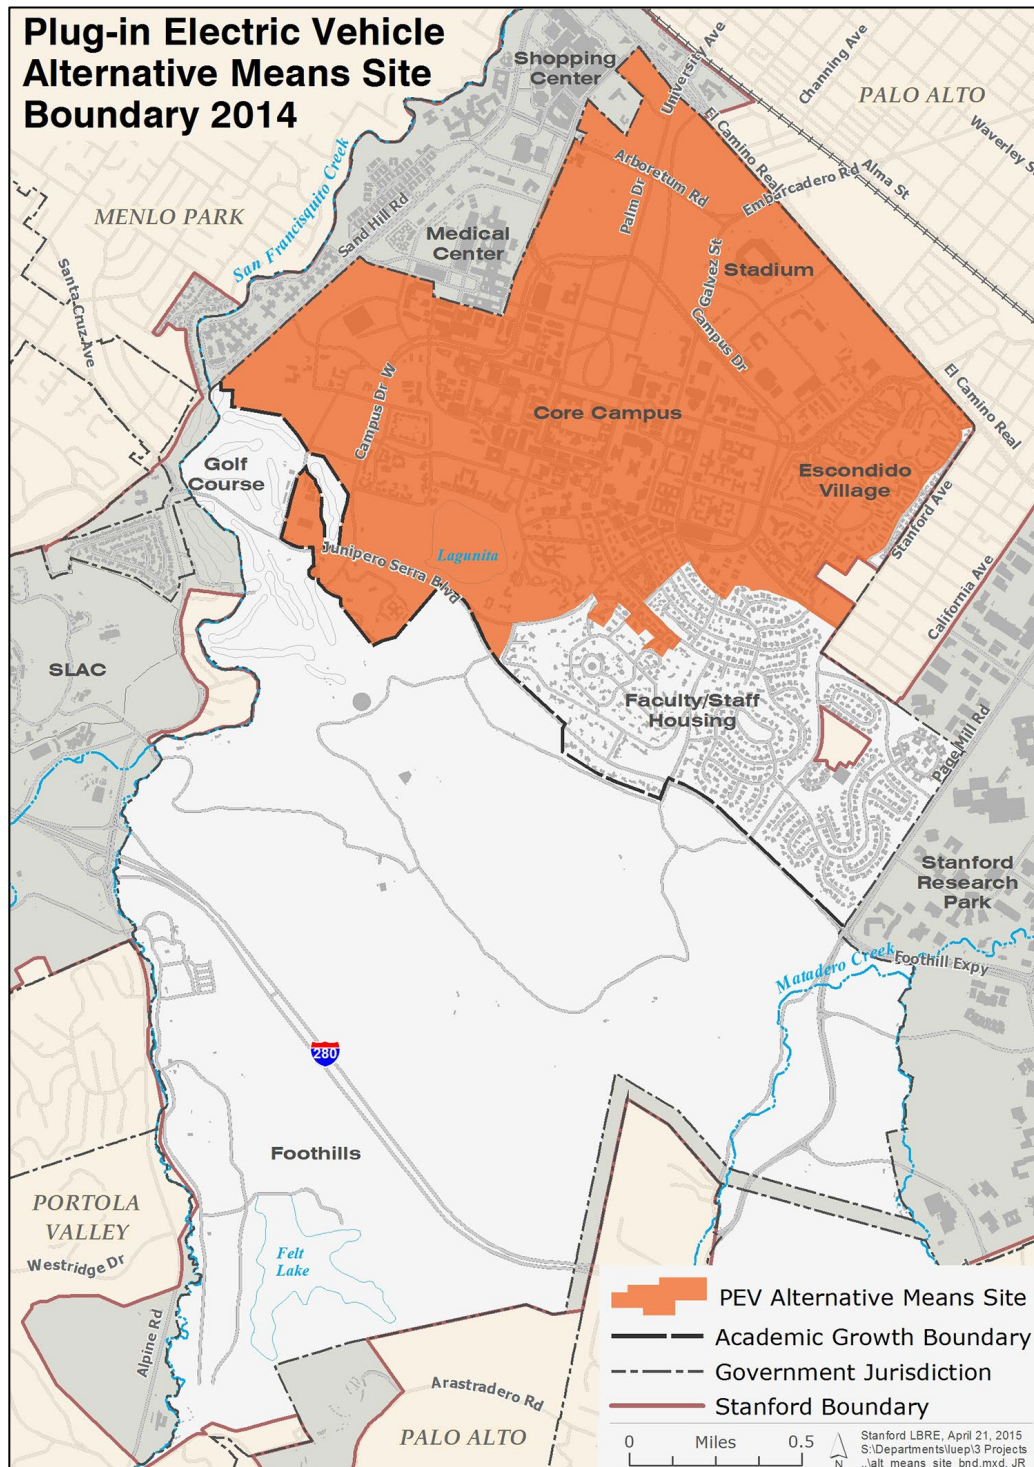 Plug-in Electric Vehicle
Alternative Means Site
Boundary 2014
Shopping
Center
University Ave
Channing Ave
PALO ALTO
Waverley S
El Camino Real
Alma St
Embarcadero Rd
Arboretum Rd
Palm Dr
San Francisquito Creek
Sand Hill Rd
MENLO PARK
Medical
Center
Galvez St
Stadium
Santa Cruz Ave
Campus Dr
Campus Dr W
Core Campus
El Camino Real
Golf
Course
Escondido
Village
Stanford Ave
Lagunita
Junipero Serra Blvd
California Ave
SLAC
Faculty/Staff
Housing
Page Mill Rd
Stanford
Research
Park
Matadero Creek
Foothill Expy
280
Foothills
PORTOLA
VALLEY
Westridge Dr
Felt
Lake
Alpine Rd
Arastradero Rd
PALO ALTO
PEV Alternative Means Site
Academic Growth Boundary
Government Jurisdiction
Stanford Boundary
0 Miles 0.5
N
Stanford LBRE, April 21, 2015
S:\Departments\luep\3 Projects
..\alt_means_site_bnd.mxd, JR